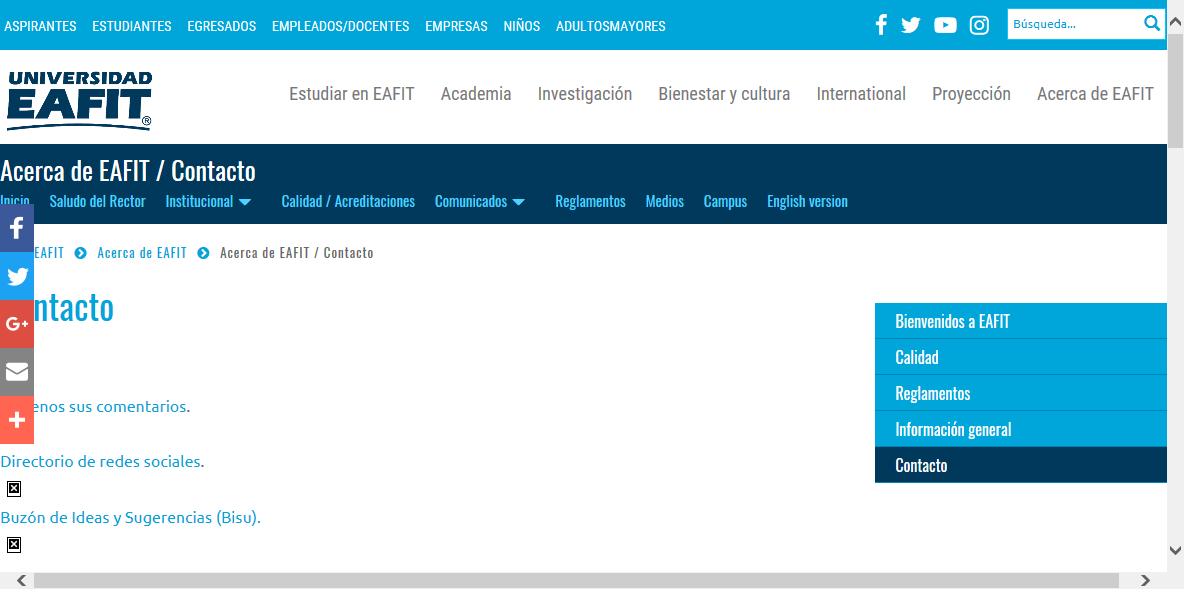 ASPIRANTES ESTUDIANTES EGRESADOS EMPLEADOS/DOCENTES EMPRESAS NIÑOS ADULTOSMAYORES Búsqueda...
UNIVERSIDAD
EAFIT®
Estudiar en EAFIT Academia Investigación Bienestar y cultura International Proyección Acerca de EAFIT
Acerca de EAFIT / Contacto
Inicio Saludo del Rector Institucional Calidad / Acreditaciones Comunicados Reglamentos Medios Campus English version
EAFIT Acerca de EAFIT Acerca de EAFIT / Contacto
ntacto
Bienvenidos a EAFIT
Calidad
Reglamentos
Información general
Contacto
enos sus comentarios.
Directorio de redes sociales.
Buzón de Ideas y Sugerencias (Bisu).
G+